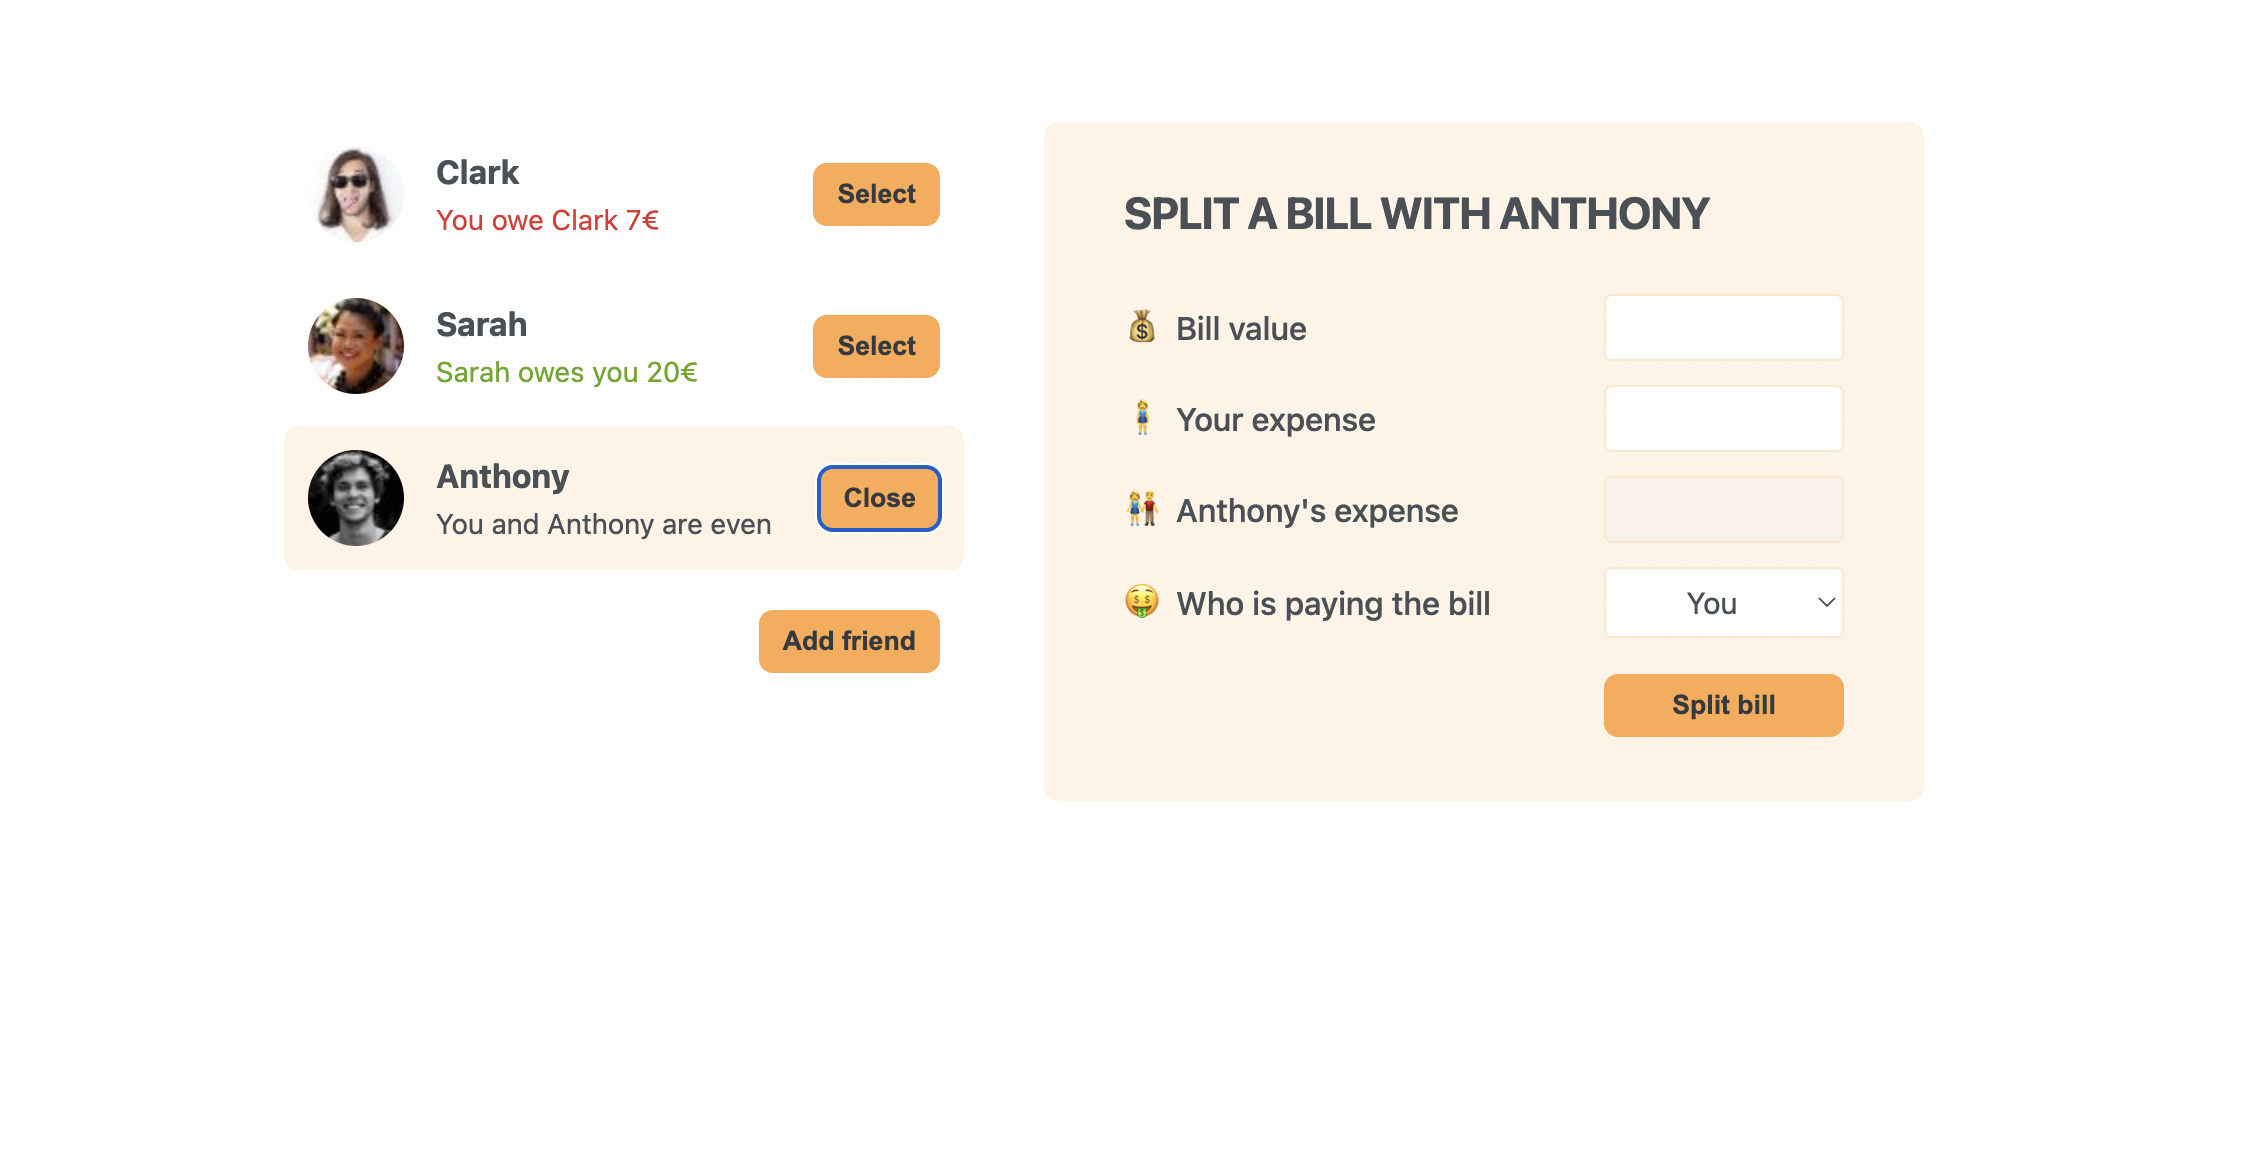 Clark
You owe Clark 7€
Select
Sarah
Sarah owes you 20€
Select
Anthony
You and Anthony are even
Close
Add friend
SPLIT A BILL WITH ANTHONY
💰 Bill value
🧍‍♀️ Your expense
👫 Anthony's expense
🤑 Who is paying the bill
You
Split bill